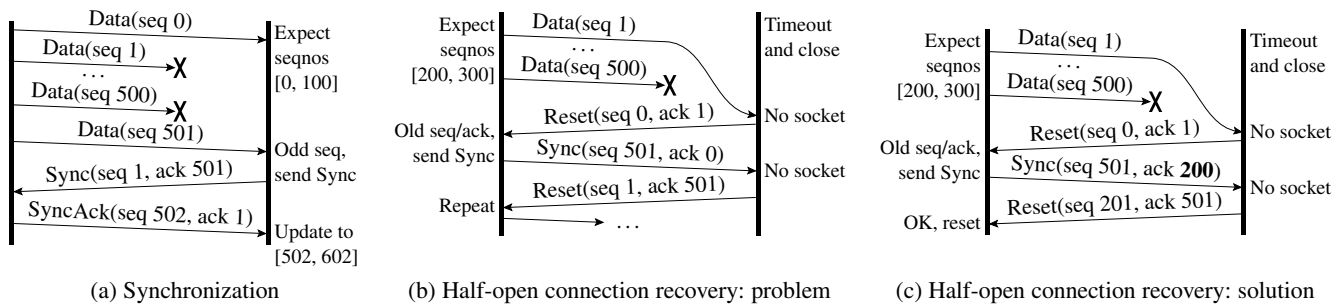 Data(seq 0)
Data(seq 1)
...
Data(seq 500)
X
Data(seq 501)
Sync(seq 1, ack 501)
SyncAck(seq 502, ack 1)
Expect
seqnos
[0, 100]
Odd seq,
send Sync
Update to
[502, 602]
(a) Synchronization
Expect
seqnos
[200, 300]
Old seq/ack,
send Sync
Repeat
Data(seq 1)
...
Data(seq 500)
Reset(seq 0, ack 1)
Sync(seq 501, ack 0)
Reset(seq 1, ack 501)
...
Timeout
and close
No socket
No socket
(b) Half-open connection recovery: problem
Expect
seqnos
[200, 300]
Old seq/ack,
send Sync
OK, reset
Data(seq 1)
...
Data(seq 500)
Reset(seq 0, ack 1)
Sync(seq 501, ack 200)
Reset(seq 201, ack 501)
Timeout
and close
No socket
No socket
(c) Half-open connection recovery: solution